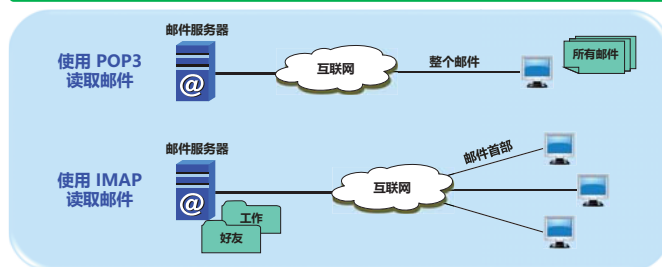 邮件服务器
使用 POP3
读取邮件
@
互联网
整个邮件
所有邮件
邮件服务器
使用 IMAP
读取邮件
@
工作
好友
互联网
邮件首部